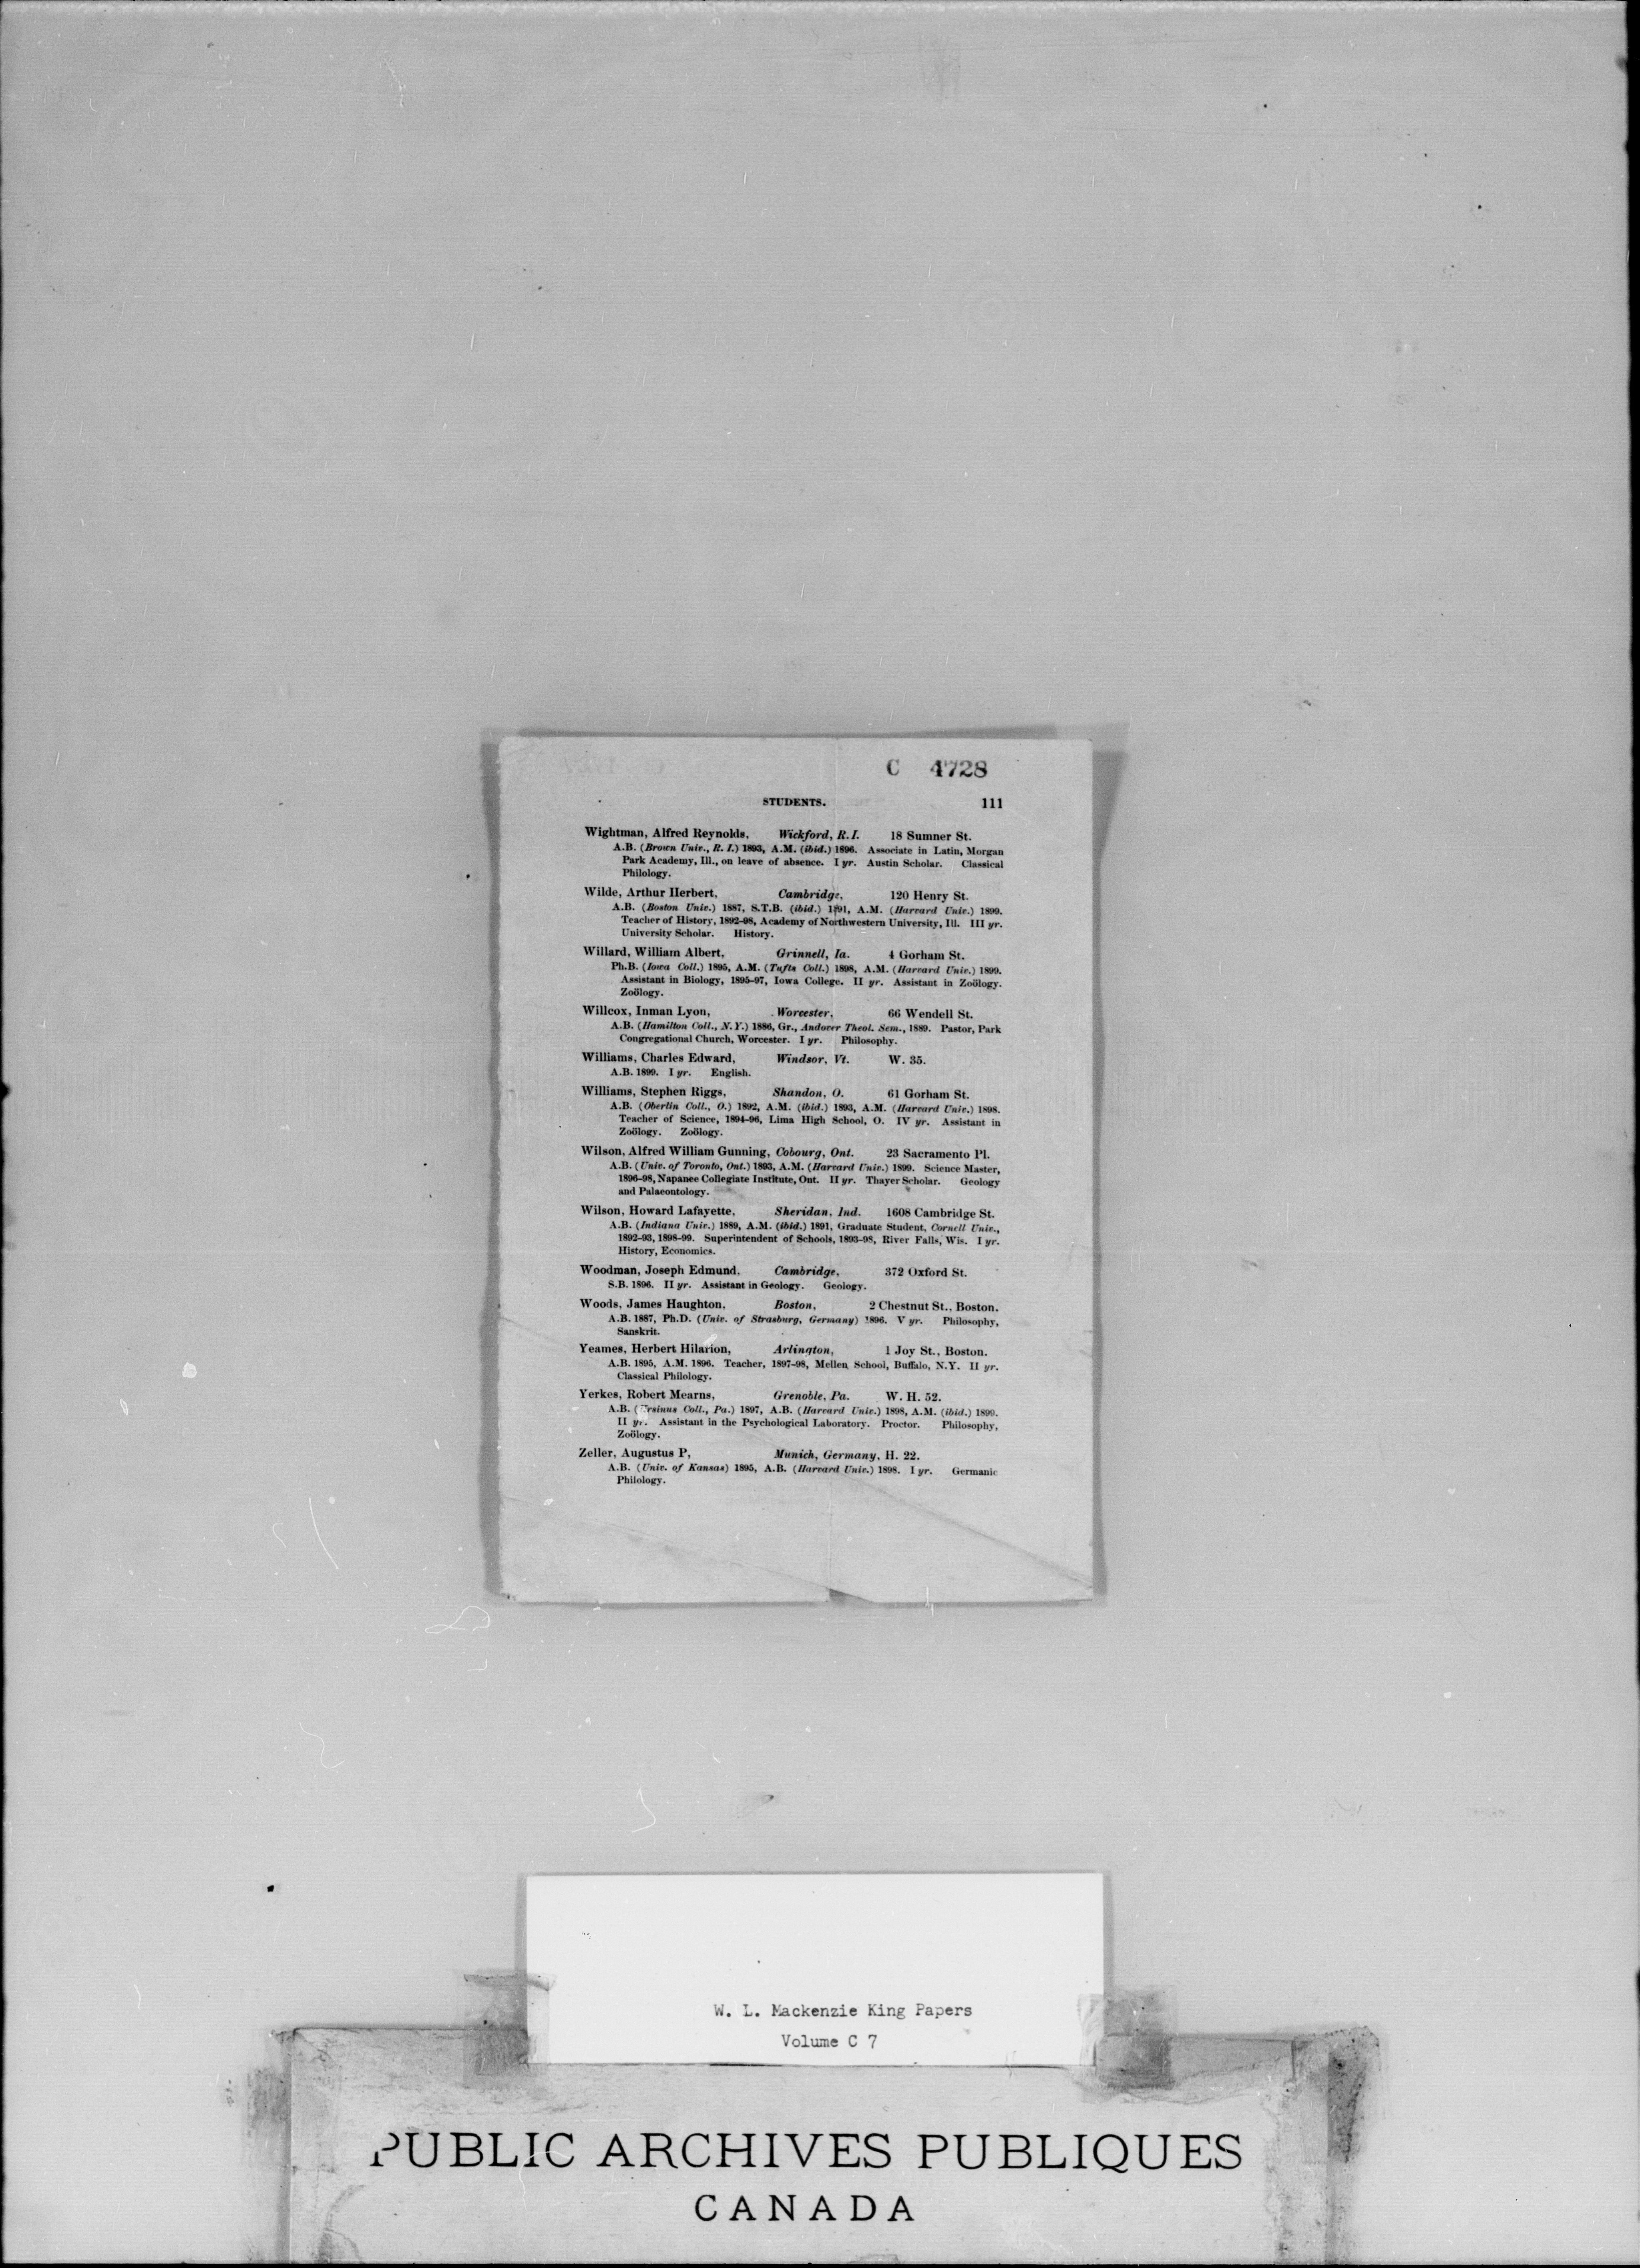 C 4728
STUDENTS. 111
Wightman, Alfred Reynolds, Wickford, R.I. 18 Sumner St.
A.B. (Brown Univ., R. I.) 1893, A.M. (ibid.) 1896. Associate in Latin, Morgan
Park Academy, Ill., on leave of absence. I yr. Austin Scholar. Classical
Philology.
Wilde, Arthur Herbert, Cambridge, 120 Henry St.
A.B. (Boston Univ.) 1887, S.T.B. (ibid.) 1891, A.M. (Harvard Univ.) 1899.
Teacher of History, 1892-98, Academy of Northwestern University, Ill. III yr.
University Scholar. History.
Willard, William Albert, Grinnell, Ia. 4 Gorham St.
Ph.B. (Iowa Coll.) 1895, A.M. (Tufts Coll.) 1898, A.M. (Harvard Univ.) 1899.
Assistant in Biology, 1895-97, Iowa College. II yr. Assistant in Zoölogy.
Zoölogy.
Willcox, Inman Lyon, Worcester, 66 Wendell St.
A.B. (Hamilton Coll., N.Y.) 1886, Gr., Andover Theol. Sem., 1889. Pastor, Park
Congregational Church, Worcester. I yr. Philosophy.
Williams, Charles Edward, Windsor, Vt. W. 35.
A.B. 1899. I yr. English.
Williams, Stephen Riggs, Shandon, O. 61 Gorham St.
A.B. (Oberlin Coll., O.) 1892, A.M. (ibid.) 1893, A.M. (Harvard Univ.) 1898.
Teacher of Science, 1894-96, Lima High School, O. IV yr. Assistant in
Zoölogy. Zoölogy.
Wilson, Alfred William Gunning, Cobourg, Ont. 23 Sacramento Pl.
A.B. (Univ. of Toronto, Ont.) 1893, A.M. (Harvard Univ.) 1899. Science Master,
1896-98, Napanee Collegiate Institute, Ont. II yr. Thayer Scholar. Geology
and Palaeontology.
Wilson, Howard Lafayette, Sheridan, Ind. 1608 Cambridge St.
A.B. (Indiana Univ.) 1889, A.M. (ibid.) 1891, Graduate Student, Cornell Univ.,
1892-93, 1898-99. Superintendent of Schools, 1893-98, River Falls, Wis. I yr.
History, Economics.
Woodman, Joseph Edmund, Cambridge, 372 Oxford St.
S.B. 1896. II yr. Assistant in Geology. Geology.
Woods, James Haughton, Boston, 2 Chestnut St., Boston.
A.B. 1887, Ph.D. (Univ. of Strasburg, Germany) 1896. V yr. Philosophy,
Sanskrit.
Yeames, Herbert Hilarion, Arlington, 1 Joy St., Boston.
A.B. 1895, A.M. 1896. Teacher, 1897-98, Mellen School, Buffalo, N.Y. II yr.
Classical Philology.
Yerkes, Robert Mearns, Grenoble, Pa. W. H. 52.
A.B. (Ursinus Coll., Pa.) 1897, A.B. (Harvard Univ.) 1898, A.M. (ibid.) 1899.
II yr. Assistant in the Psychological Laboratory. Proctor. Philosophy,
Zoölogy.
Zeller, Augustus P, Munich, Germany, H. 22.
A.B. (Univ. of Kansas) 1895, A.B. (Harvard Univ.) 1898. I yr. Germanic
Philology.
W. L. Mackenzie King Papers
Volume C 7
PUBLIC ARCHIVES PUBLIQUES
CANADA